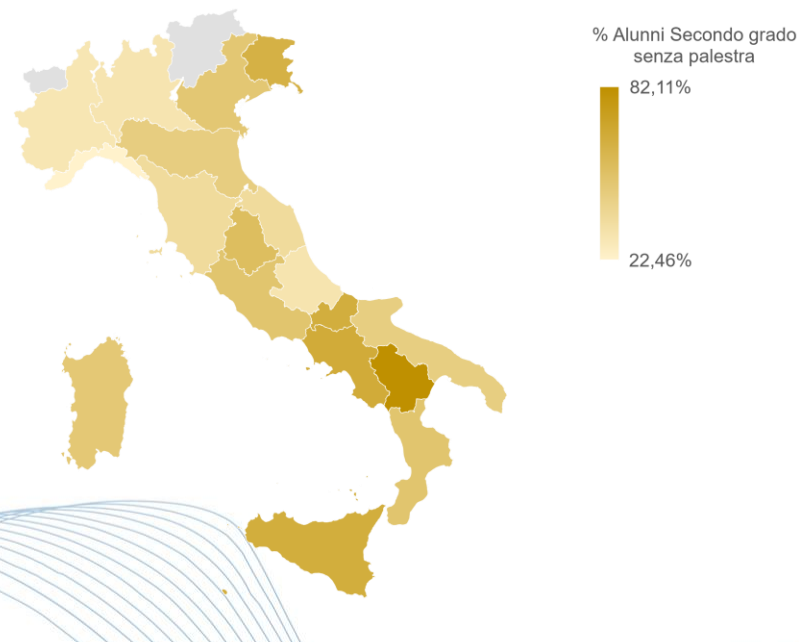 % Alunni Secondo grado
senza palestra
82,11%
22,46%